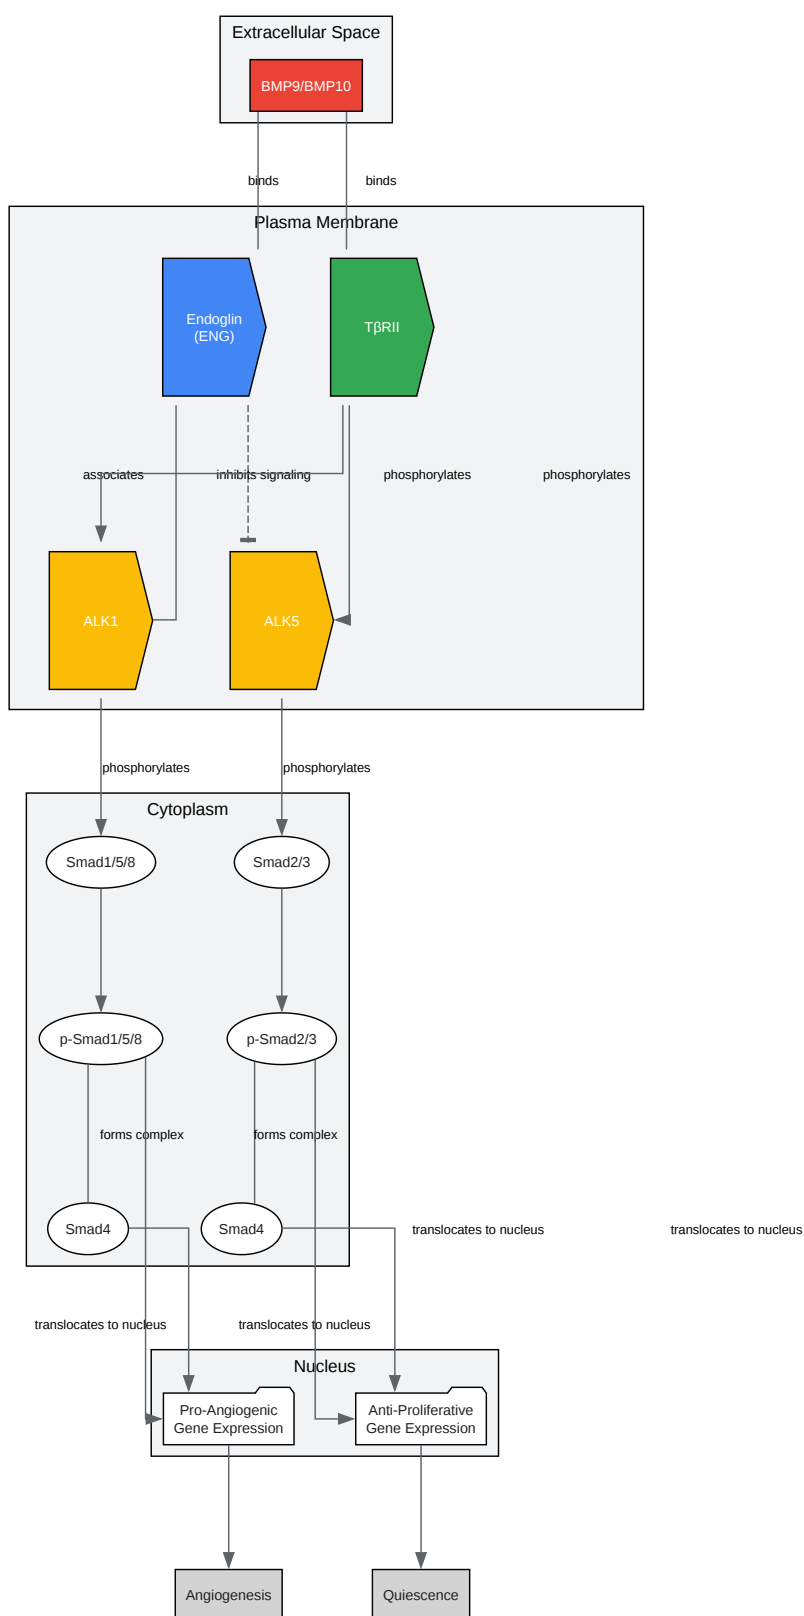 Extracellular Space
BMP9/BMP10
binds
binds
Plasma Membrane
Endoglin
(ENG)
TβRII
associates
inhibits signaling
phosphorylates
phosphorylates
ALK1
ALK5
phosphorylates
phosphorylates
Cytoplasm
Smad1/5/8
Smad2/3
p-Smad1/5/8
p-Smad2/3
forms complex
forms complex
Smad4
Smad4
translocates to nucleus
translocates to nucleus
translocates to nucleus
translocates to nucleus
Nucleus
Pro-Angiogenic
Gene Expression
Anti-Proliferative
Gene Expression
Angiogenesis
Quiescence